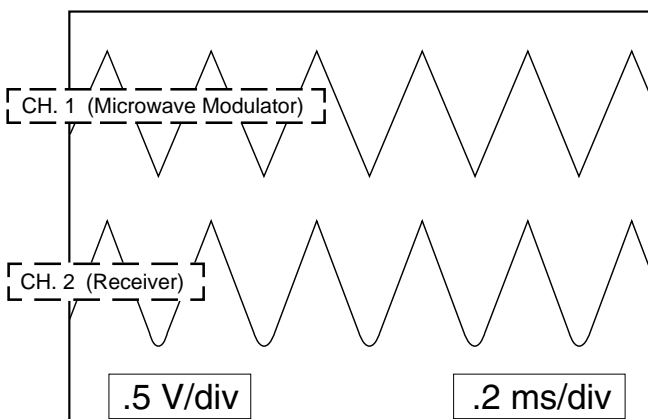 CH. 1 (Microwave Modulator)
CH. 2 (Receiver)
.5 V/div
.2 ms/div